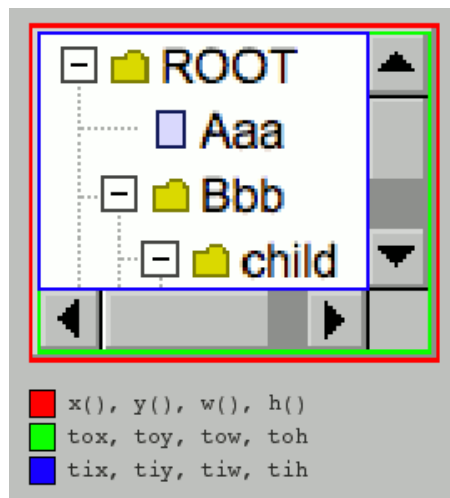 ROOT
Aaa
Bbb
child
x(), y(), w(), h()
tox, toy, tow, toh
tix, tiy, tiw, tih